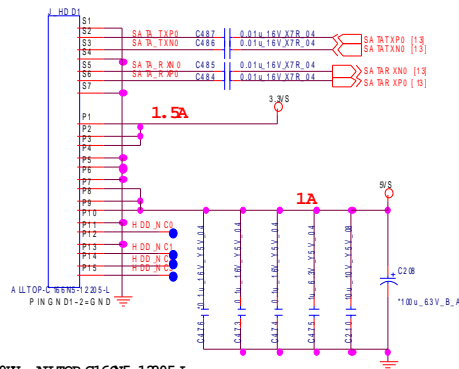 J_HDD1
S1
S2
S3
S4
S5
S6
S7
P1
P2
P3
P4
P5
P6
P7
P8
P9
P10
P11
P12
P13
P14
P15
SATA_TXP0 C487 0.01u_16V_X7R_04 SATATXP0 [13]
SATA_TXN0 C486 0.01u_16V_X7R_04 SATATXN0 [13]
SATA_RXN0 C485 0.01u_16V_X7R_04 SATARXN0 [13]
SATA_RXP0 C484 0.01u_16V_X7R_04 SATARXP0 [13]
3.3VS
1.5A
5VS
1A
HDD_NC0
HDD_NC1
HDD_NC
HDD_NC
C476
C473
C474
C475
C210
C208
*100u_6.3V_B_A
ALLTOP-C166N5-12205-L
PIN GND1~2=GND